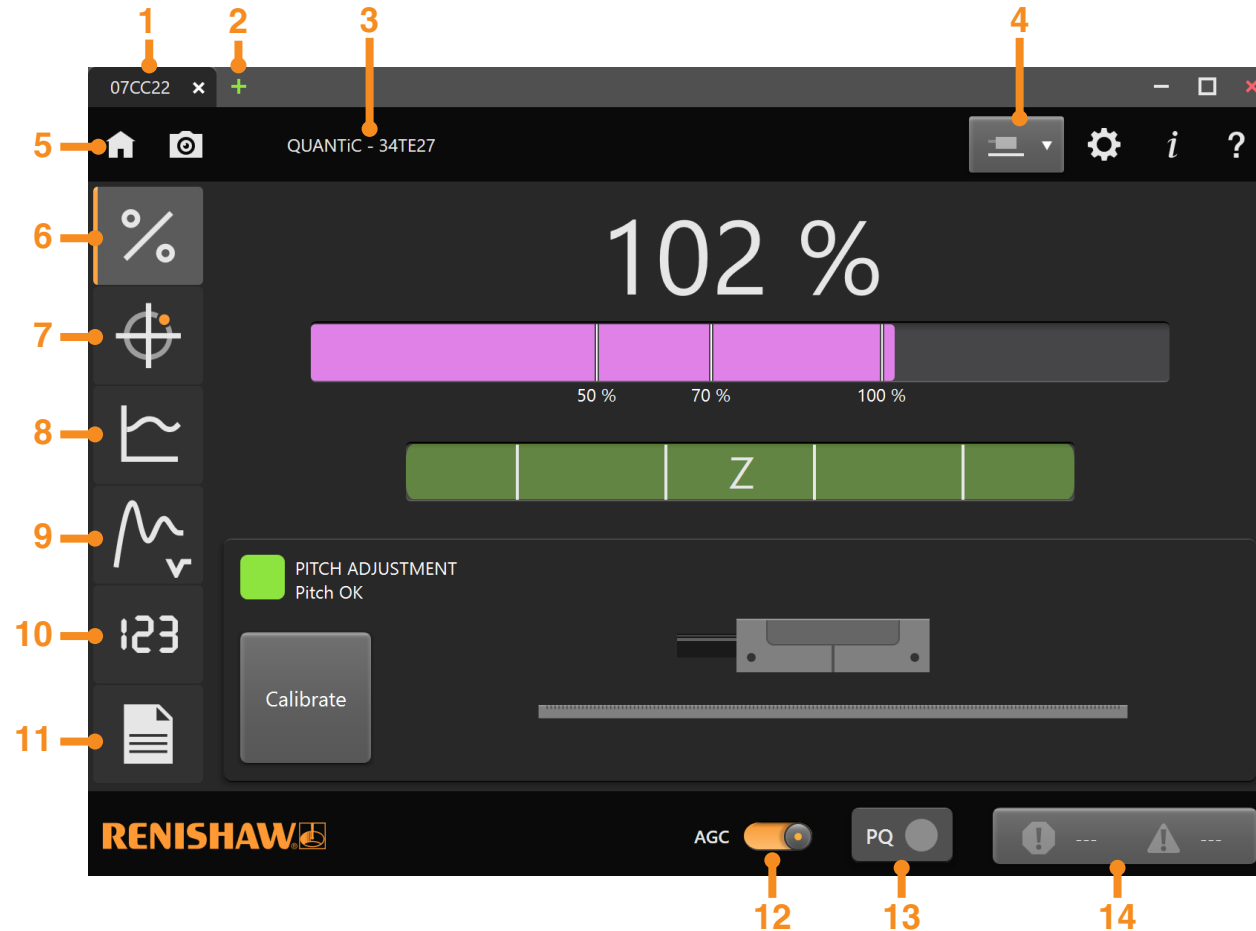 1 2 3 4
07CC22 × +
5 QUANTiC - 34TE27 i ?
6 102 %
7
50 % 70 % 100 %
8
Z
9
PITCH ADJUSTMENT
Pitch OK
10 123
Calibrate
11
RENISHAW AGC PQ --- ---
12 13 14